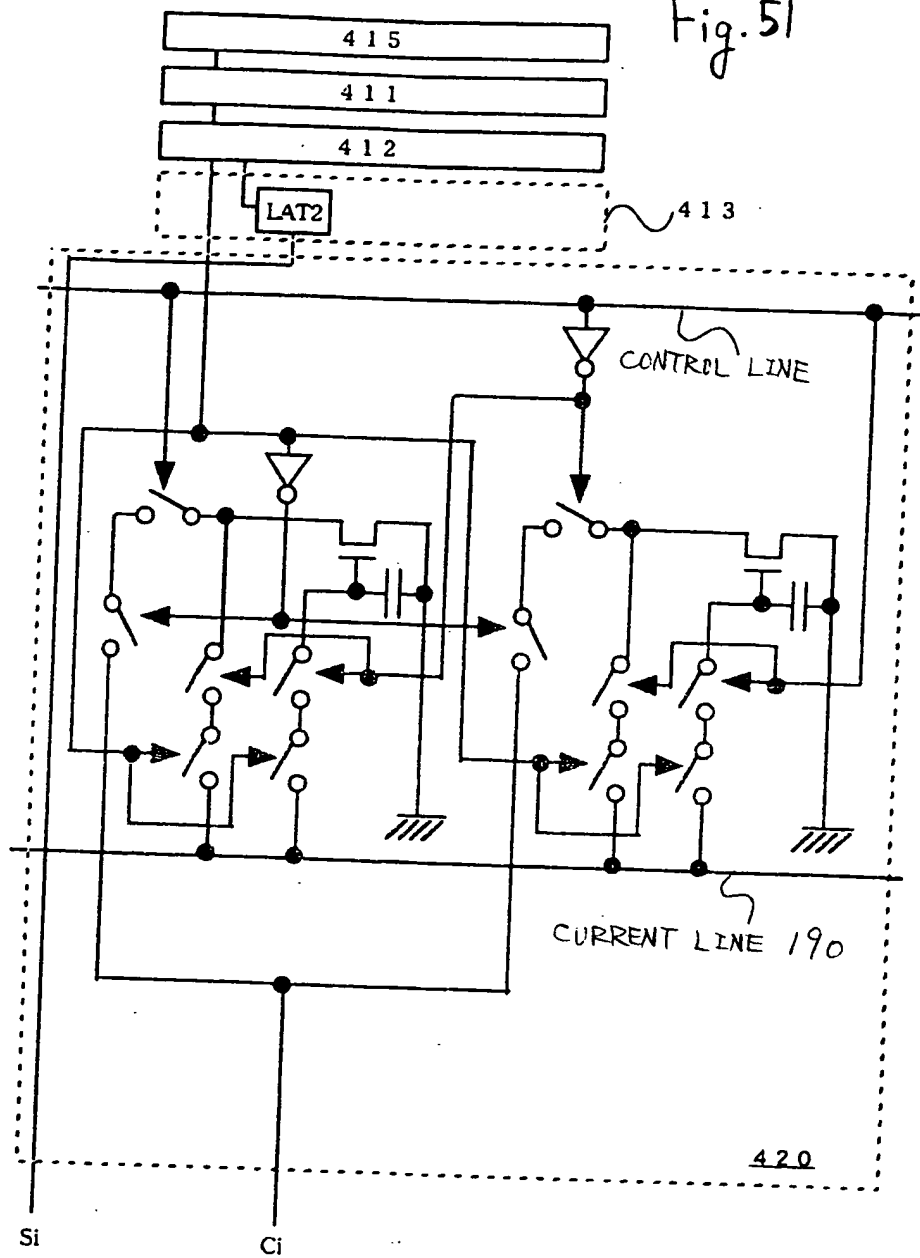 Fig. 51
415
411
412
LAT2
413
CONTROL LINE
CURRENT LINE 190
420
Si
Ci